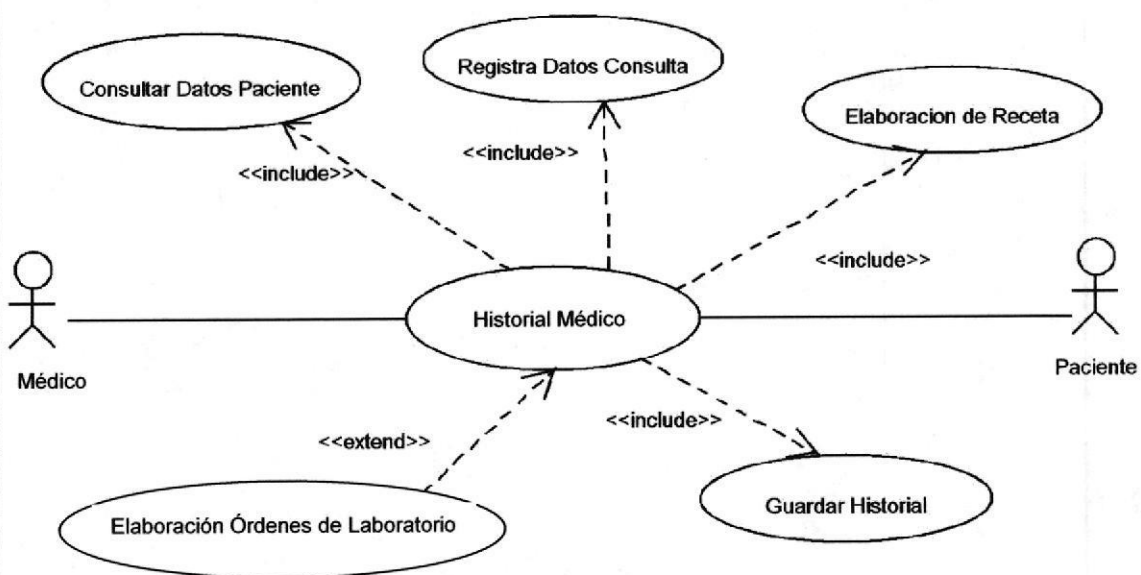 Registra Datos Consulta
Consultar Datos Paciente
Elaboracion de Receta
<<include>>
<<include>>
<<include>>
Historial Médico
Médico
Paciente
<<include>>
<<extend>>
Guardar Historial
Elaboración Órdenes de Laboratorio